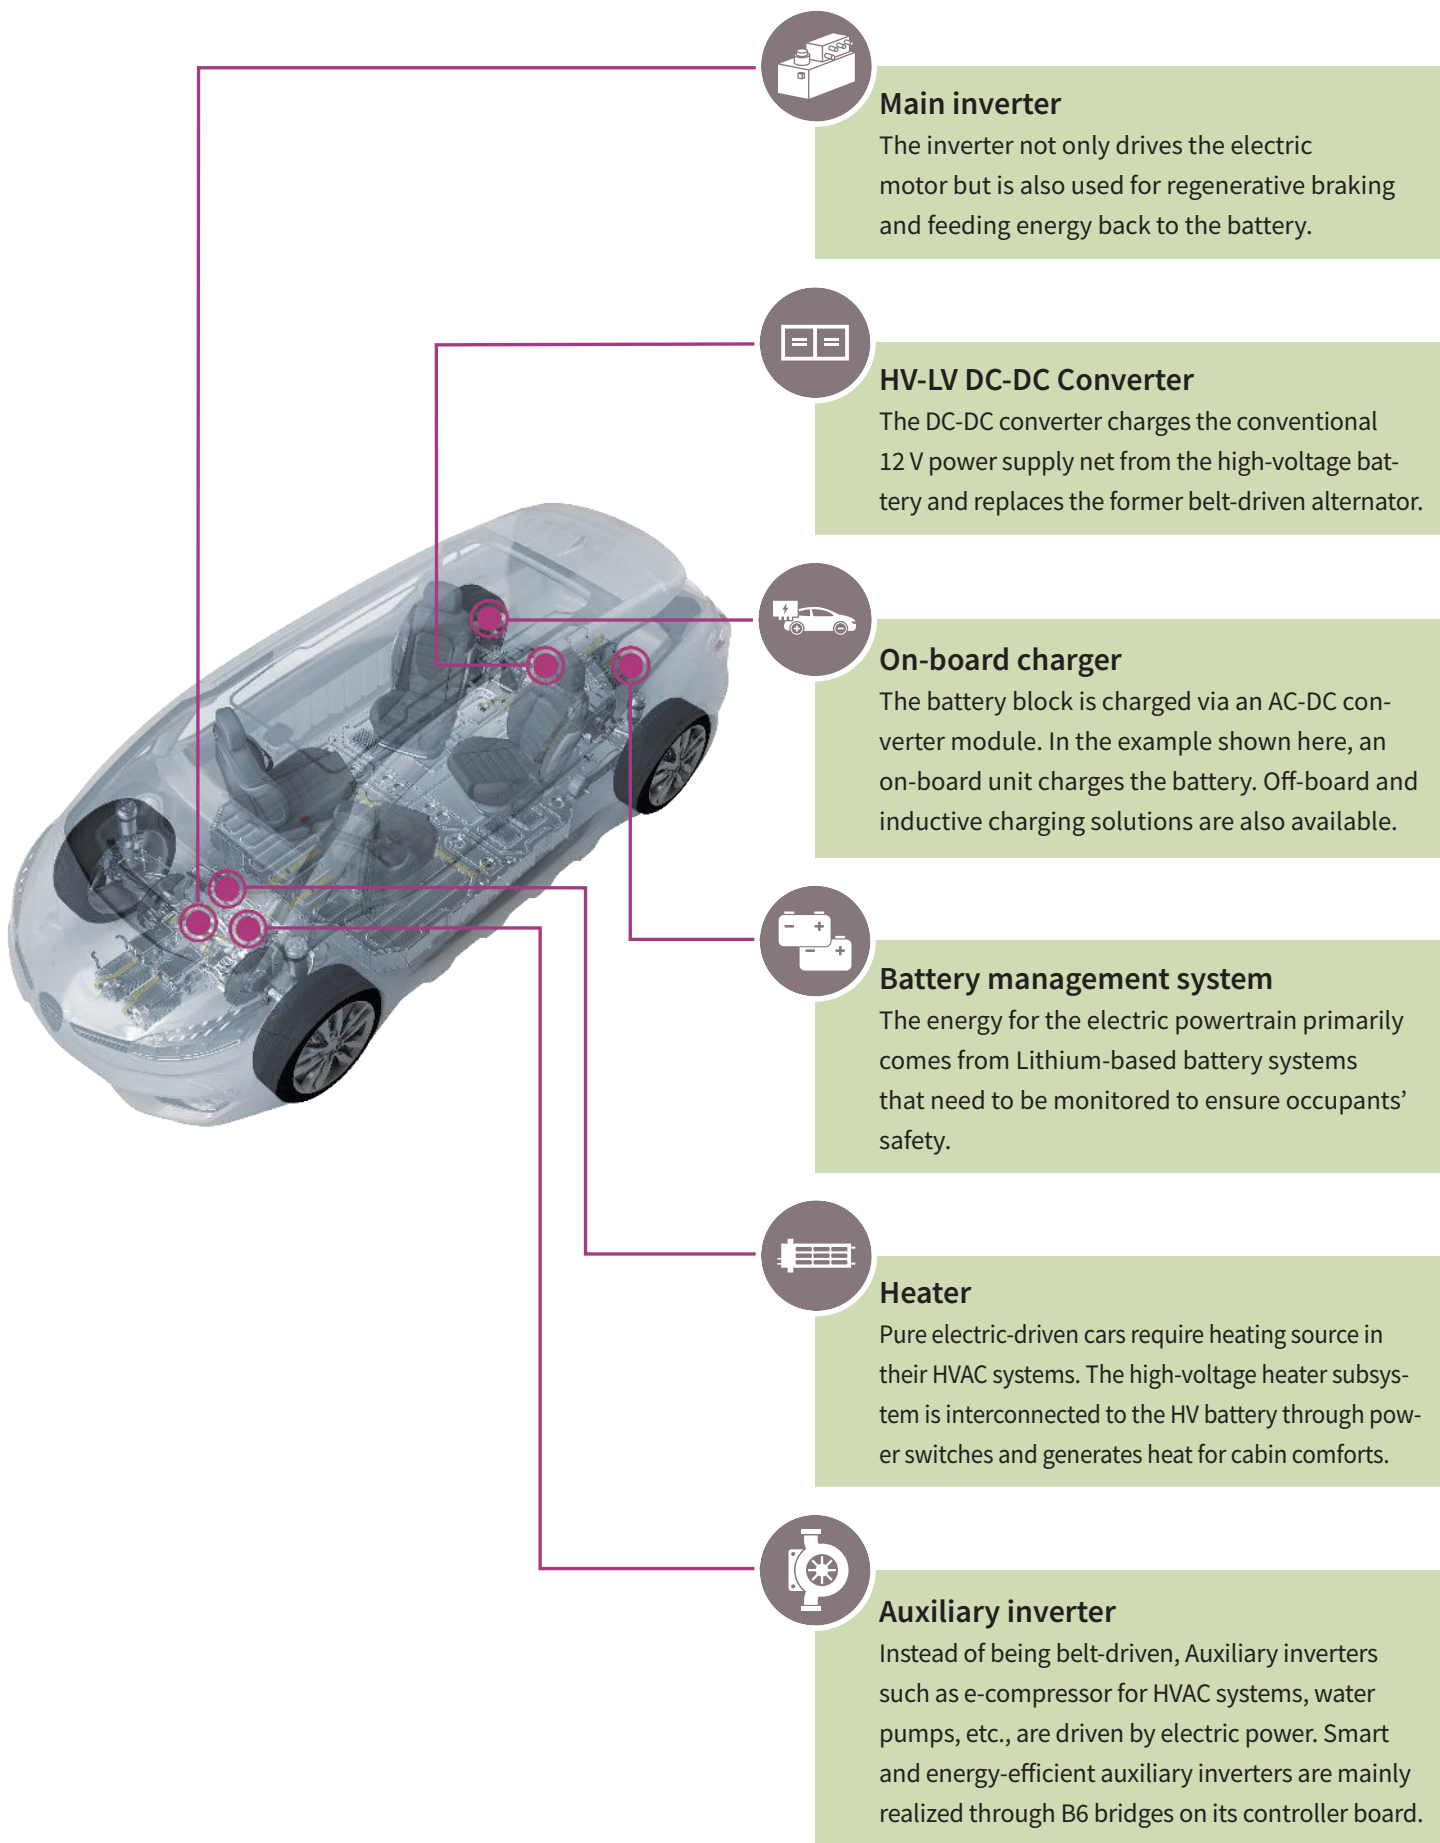 Main inverter
The inverter not only drives the electric
motor but is also used for regenerative braking
and feeding energy back to the battery.
HV-LV DC-DC Converter
The DC-DC converter charges the conventional
12 V power supply net from the high-voltage bat-
tery and replaces the former belt-driven alternator.
On-board charger
The battery block is charged via an AC-DC con-
verter module. In the example shown here, an
on-board unit charges the battery. Off-board and
inductive charging solutions are also available.
Battery management system
The energy for the electric powertrain primarily
comes from Lithium-based battery systems
that need to be monitored to ensure occupants’
safety.
Heater
Pure electric-driven cars require heating source in
their HVAC systems. The high-voltage heater subsys-
tem is interconnected to the HV battery through pow-
er switches and generates heat for cabin comforts.
Auxiliary inverter
Instead of being belt-driven, Auxiliary inverters
such as e-compressor for HVAC systems, water
pumps, etc., are driven by electric power. Smart
and energy-efficient auxiliary inverters are mainly
realized through B6 bridges on its controller board.